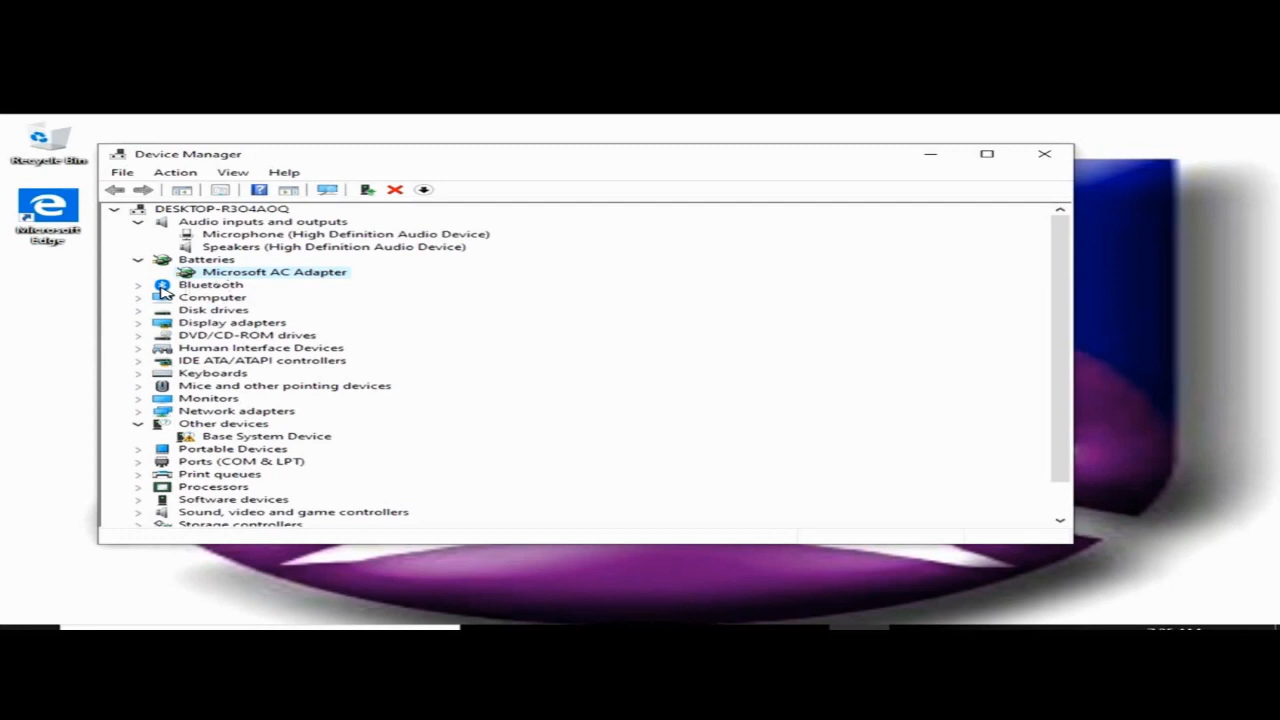 Recycle Bin
Microsoft
Edge
Device Manager
File Action View Help
DESKTOP-R3O4AOQ
Audio inputs and outputs
Microphone (High Definition Audio Device)
Speakers (High Definition Audio Device)
Batteries
Microsoft AC Adapter
Bluetooth
Computer
Disk drives
Display adapters
DVD/CD-ROM drives
Human Interface Devices
IDE ATA/ATAPI controllers
Keyboards
Mice and other pointing devices
Monitors
Network adapters
Other devices
Base System Device
Portable Devices
Ports (COM & LPT)
Print queues
Processors
Software devices
Sound, video and game controllers
Storage controllers